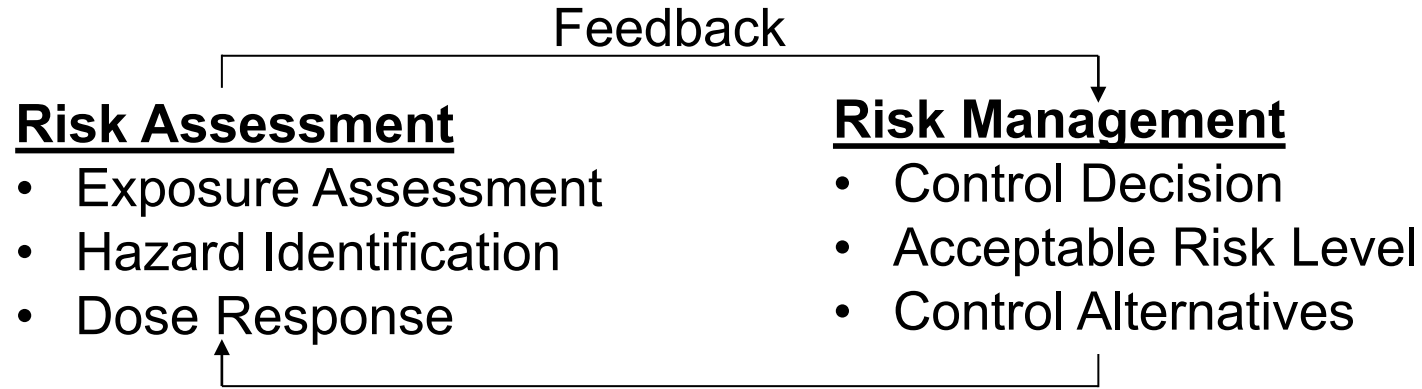 Feedback
Risk Assessment
• Exposure Assessment
• Hazard Identification
• Dose Response
Risk Management
• Control Decision
• Acceptable Risk Level
• Control Alternatives